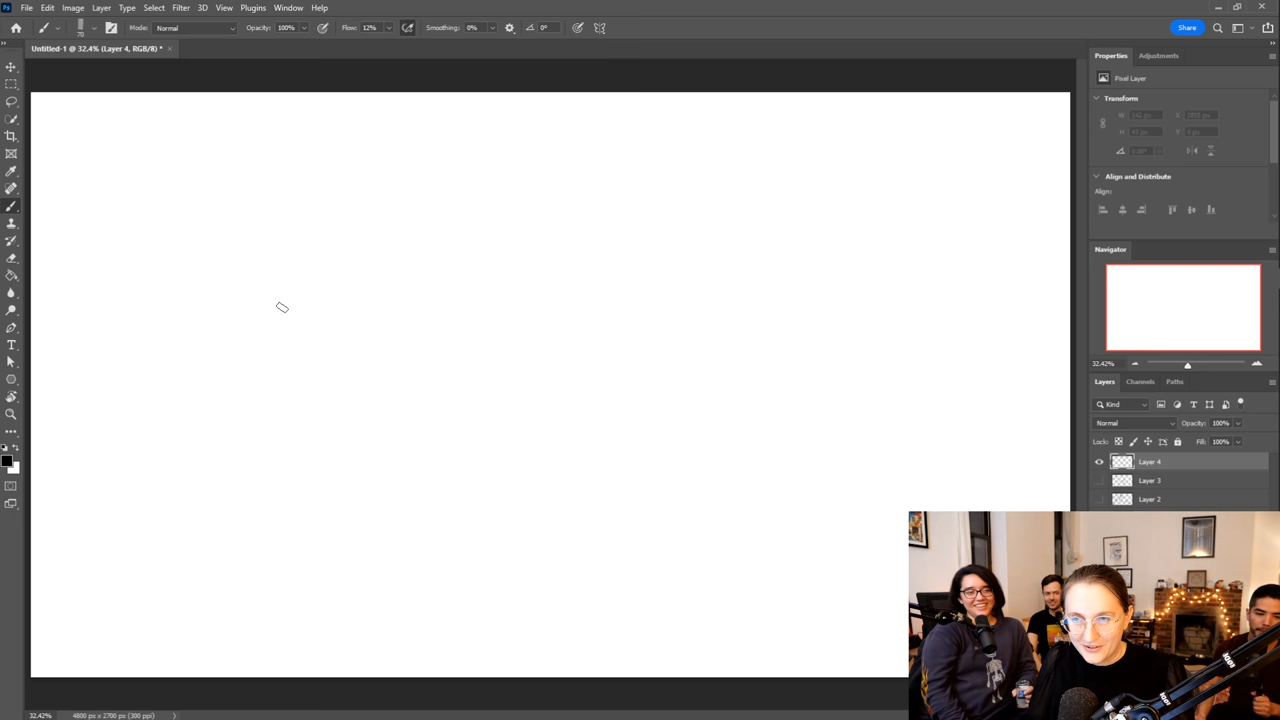 Ps File Edit Image Layer Type Select Filter 3D View Plugins Window Help
70 Mode: Normal Opacity: 100% Flow: 12% Smoothing: 0% 0° Share
Untitled-1 @ 32.4% (Layer 4, RGB/8) * ×
Properties Adjustments
Pixel Layer
Transform
W: X:
H: Y:
Align and Distribute
Align:
Navigator
32.42%
Layers Channels Paths
Kind
Normal Opacity: 100%
Lock: Fill: 100%
Layer 4
Layer 3
Layer 2
RODE
32.42% 4800 px x 2700 px (300 ppi)